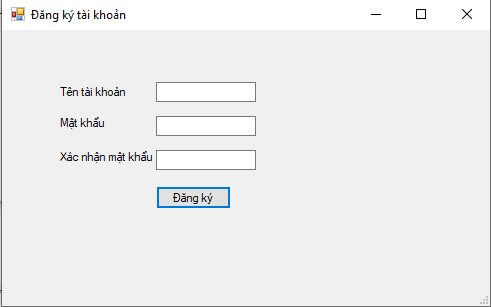 Đăng ký tài khoản
Tên tài khoản
Mật khẩu
Xác nhận mật khẩu
Đăng ký